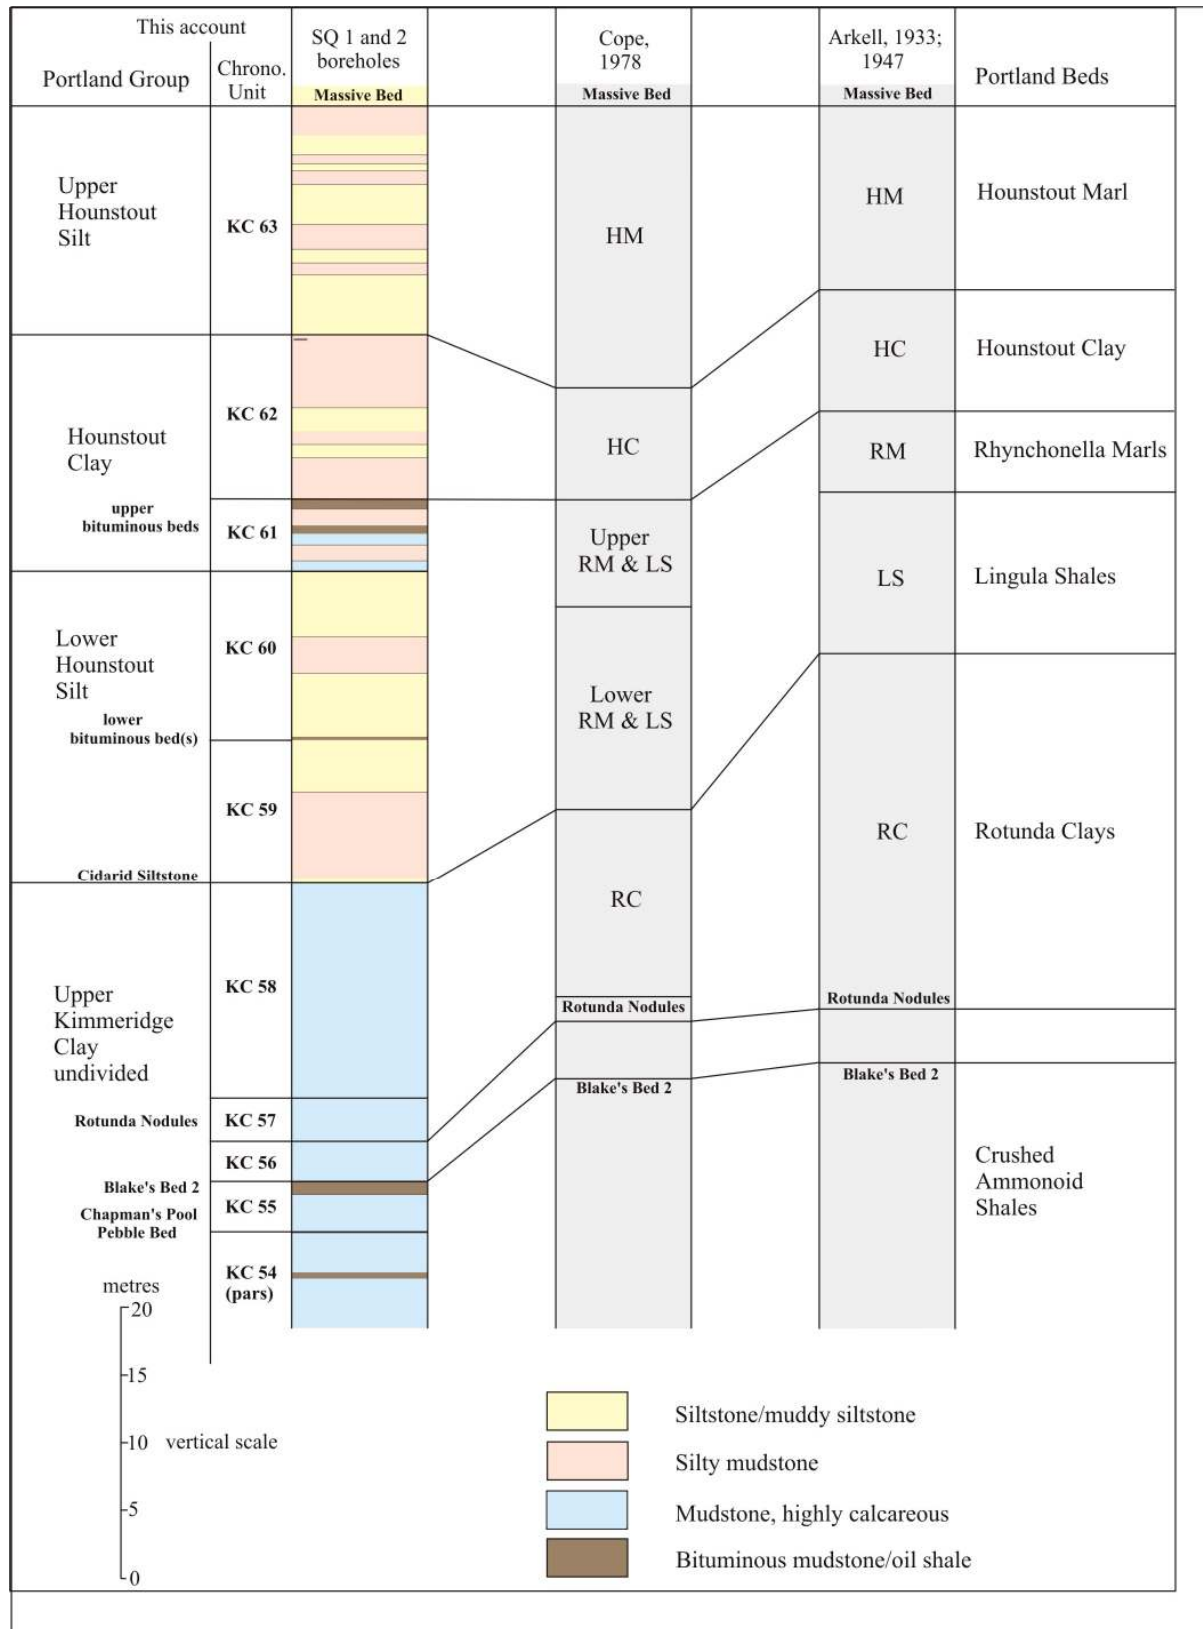 This account
Portland Group
Chrono.
Unit
SQ 1 and 2
boreholes
Massive Bed
Cope,
1978
Massive Bed
Arkell, 1933;
1947
Massive Bed
Portland Beds
Upper
Hounstout
Silt
KC 63
HM
HM
Hounstout Marl
HC
Hounstout Clay
Hounstout
Clay
KC 62
HC
RM
Rhynchonella Marls
upper
bituminous beds
KC 61
Upper
RM & LS
LS
Lingula Shales
Lower
Hounstout
Silt
KC 60
lower
bituminous bed(s)
Lower
RM & LS
KC 59
Cidarid Siltstone
RC
Rotunda Clays
RC
Upper
Kimmeridge
Clay
undivided
KC 58
Rotunda Nodules
Rotunda Nodules
Rotunda Nodules
KC 57
KC 56
Blake's Bed 2
Blake's Bed 2
Blake's Bed 2
KC 55
Chapman's Pool
Pebble Bed
Crushed
Ammonoid
Shales
KC 54
(pars)
metres
20
15
10
vertical scale
5
0
Siltstone/muddy siltstone
Silty mudstone
Mudstone, highly calcareous
Bituminous mudstone/oil shale